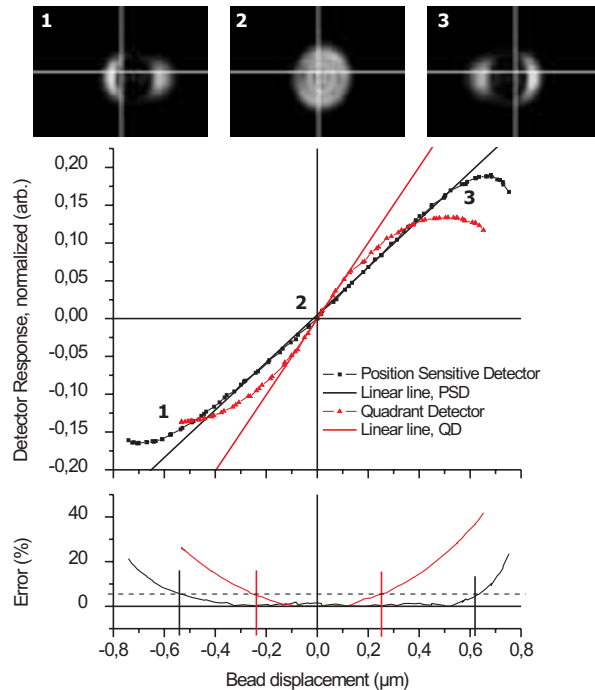 1
2
3
0,20
0,15
0,10
0,05
0,00
-0,05
-0,10
-0,15
-0,20
Detector Response, normalized (arb.)
3
2
1
Position Sensitive Detector
Linear line, PSD
Quadrant Detector
Linear line, QD
40
20
0
Error (%)
-0,8 -0,6 -0,4 -0,2 0,0 0,2 0,4 0,6 0,8
Bead displacement (µm)